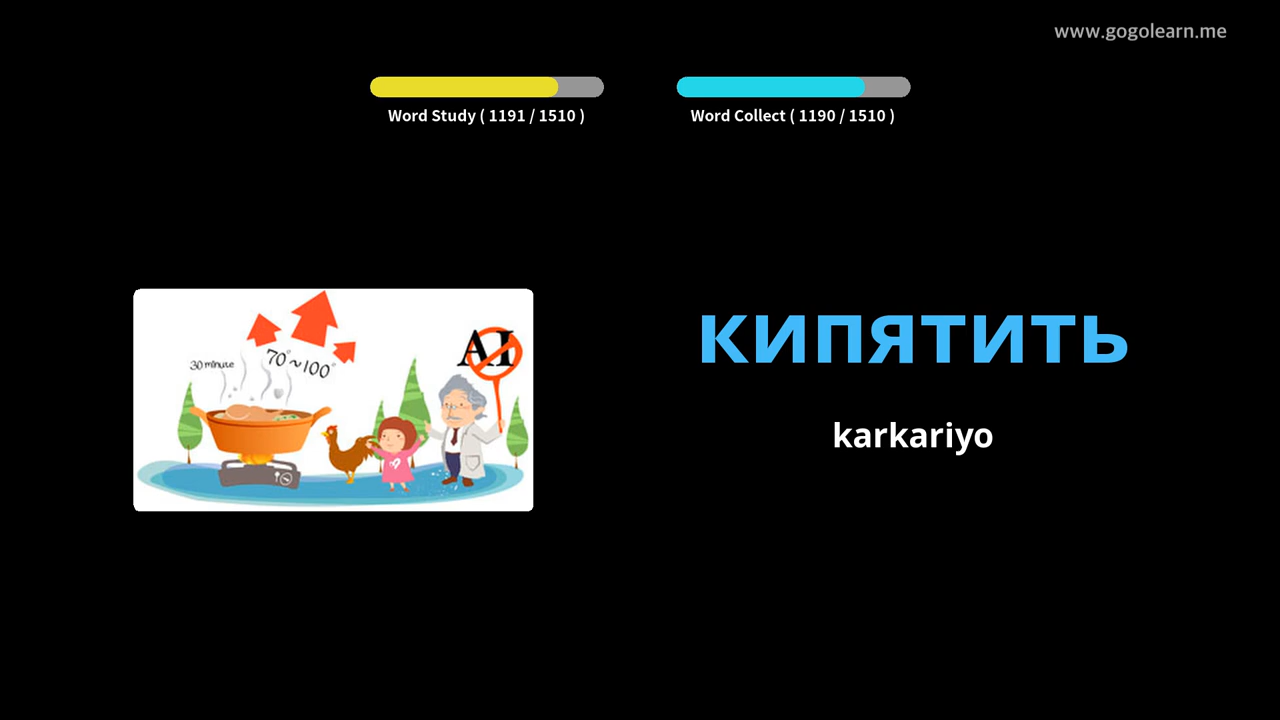 www.gogolearn.me
Word Study ( 1191 / 1510 )
Word Collect ( 1190 / 1510 )
30 minute
70°~100°
AI
кипятить
karkariyo